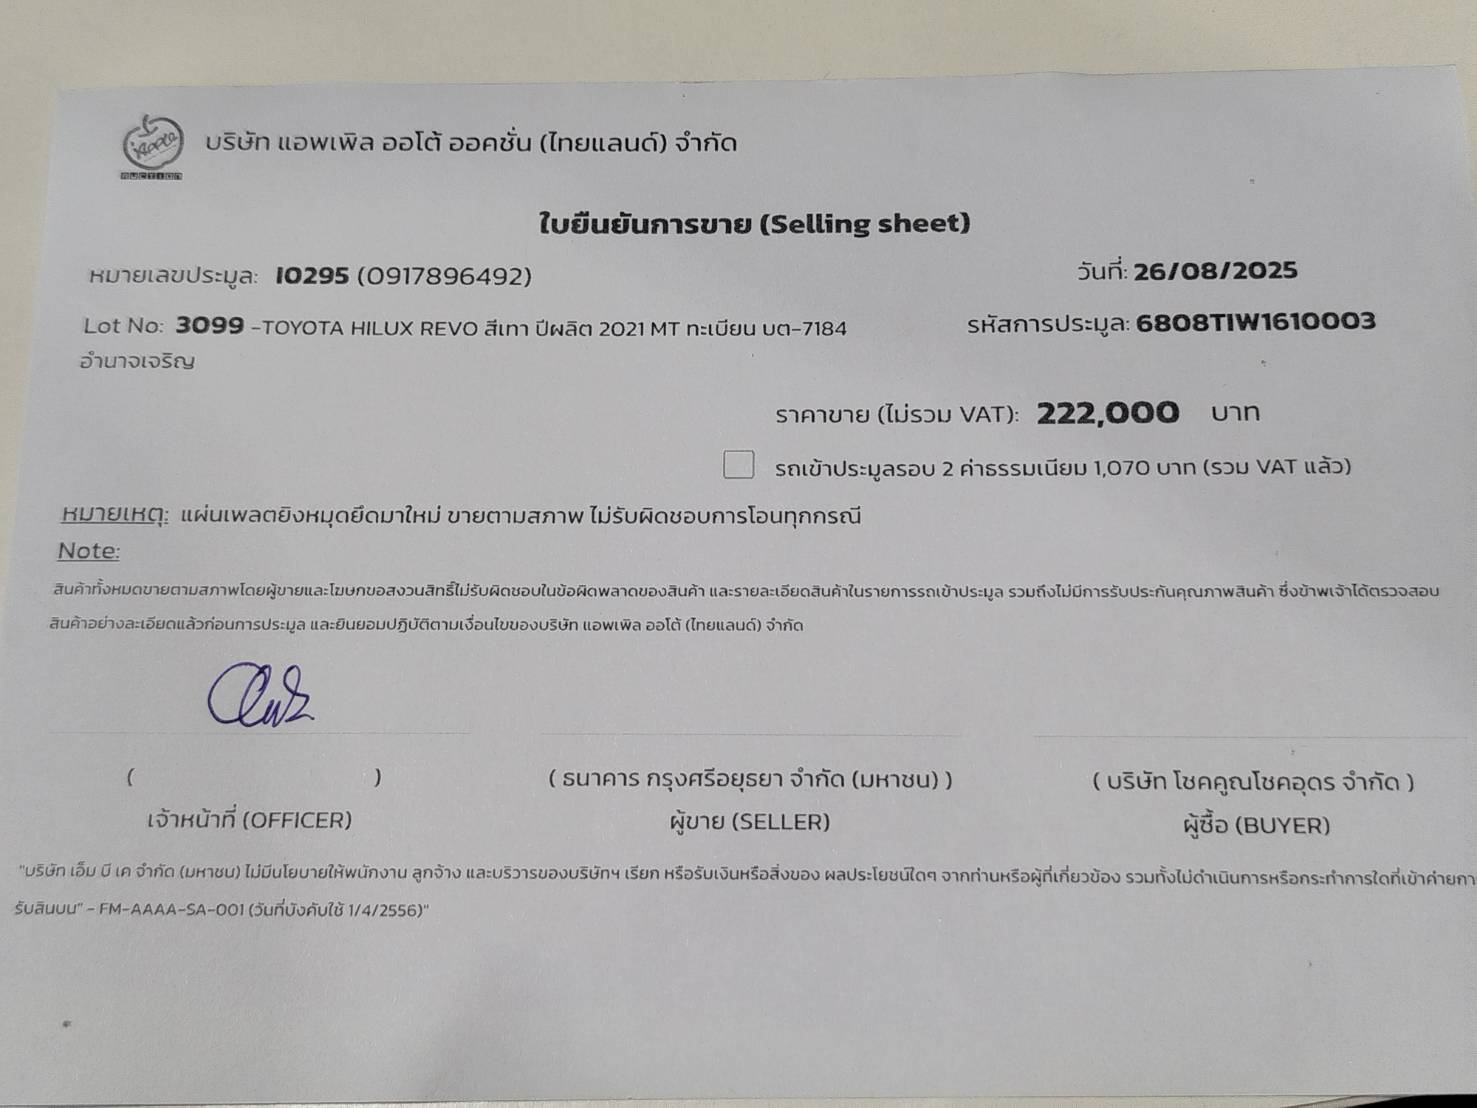 Apple
AUCTION
บริษัท แอพเพิล ออโต้ ออคชั่น (ไทยแลนด์) จำกัด
ใบยืนยันการขาย (Selling sheet)
หมายเลขประมูล: I0295 (0917896492) วันที่: 26/08/2025
Lot No: 3099 -TOYOTA HILUX REVO สีเทา ปีผลิต 2021 MT ทะเบียน บต-7184 รหัสการประมูล: 6808TIW1610003
อำนาจเจริญ
ราคาขาย (ไม่รวม VAT): 222,000 บาท
รถเข้าประมูลรอบ 2 ค่าธรรมเนียม 1,070 บาท (รวม VAT แล้ว)
หมายเหตุ: แผ่นเพลตยิงหมุดยึดมาใหม่ ขายตามสภาพ ไม่รับผิดชอบการโอนทุกกรณี
Note:
สินค้าทั้งหมดขายตามสภาพโดยผู้ขายและโฆษกขอสงวนสิทธิ์ไม่รับผิดชอบในข้อผิดพลาดของสินค้า และรายละเอียดสินค้าในรายการรถเข้าประมูล รวมถึงไม่มีการรับประกันคุณภาพสินค้า ซึ่งข้าพเจ้าได้ตรวจสอบ
สินค้าอย่างละเอียดแล้วก่อนการประมูล และยินยอมปฏิบัติตามเงื่อนไขของบริษัท แอพเพิล ออโต้ (ไทยแลนด์) จำกัด
( ) ( ธนาคาร กรุงศรีอยุธยา จำกัด (มหาชน) ) ( บริษัท โชคคูณโชคอุดร จำกัด )
เจ้าหน้าที่ (OFFICER) ผู้ขาย (SELLER) ผู้ซื้อ (BUYER)
"บริษัท เอ็ม บี เค จำกัด (มหาชน) ไม่มีนโยบายให้พนักงาน ลูกจ้าง และบริวารของบริษัทฯ เรียก หรือรับเงินหรือสิ่งของ ผลประโยชน์ใดๆ จากท่านหรือผู้ที่เกี่ยวข้อง รวมทั้งไม่ดำเนินการหรือกระทำการใดที่เข้าค่ายกา
รับสินบน" - FM-AAAA-SA-001 (วันที่บังคับใช้ 1/4/2556)"